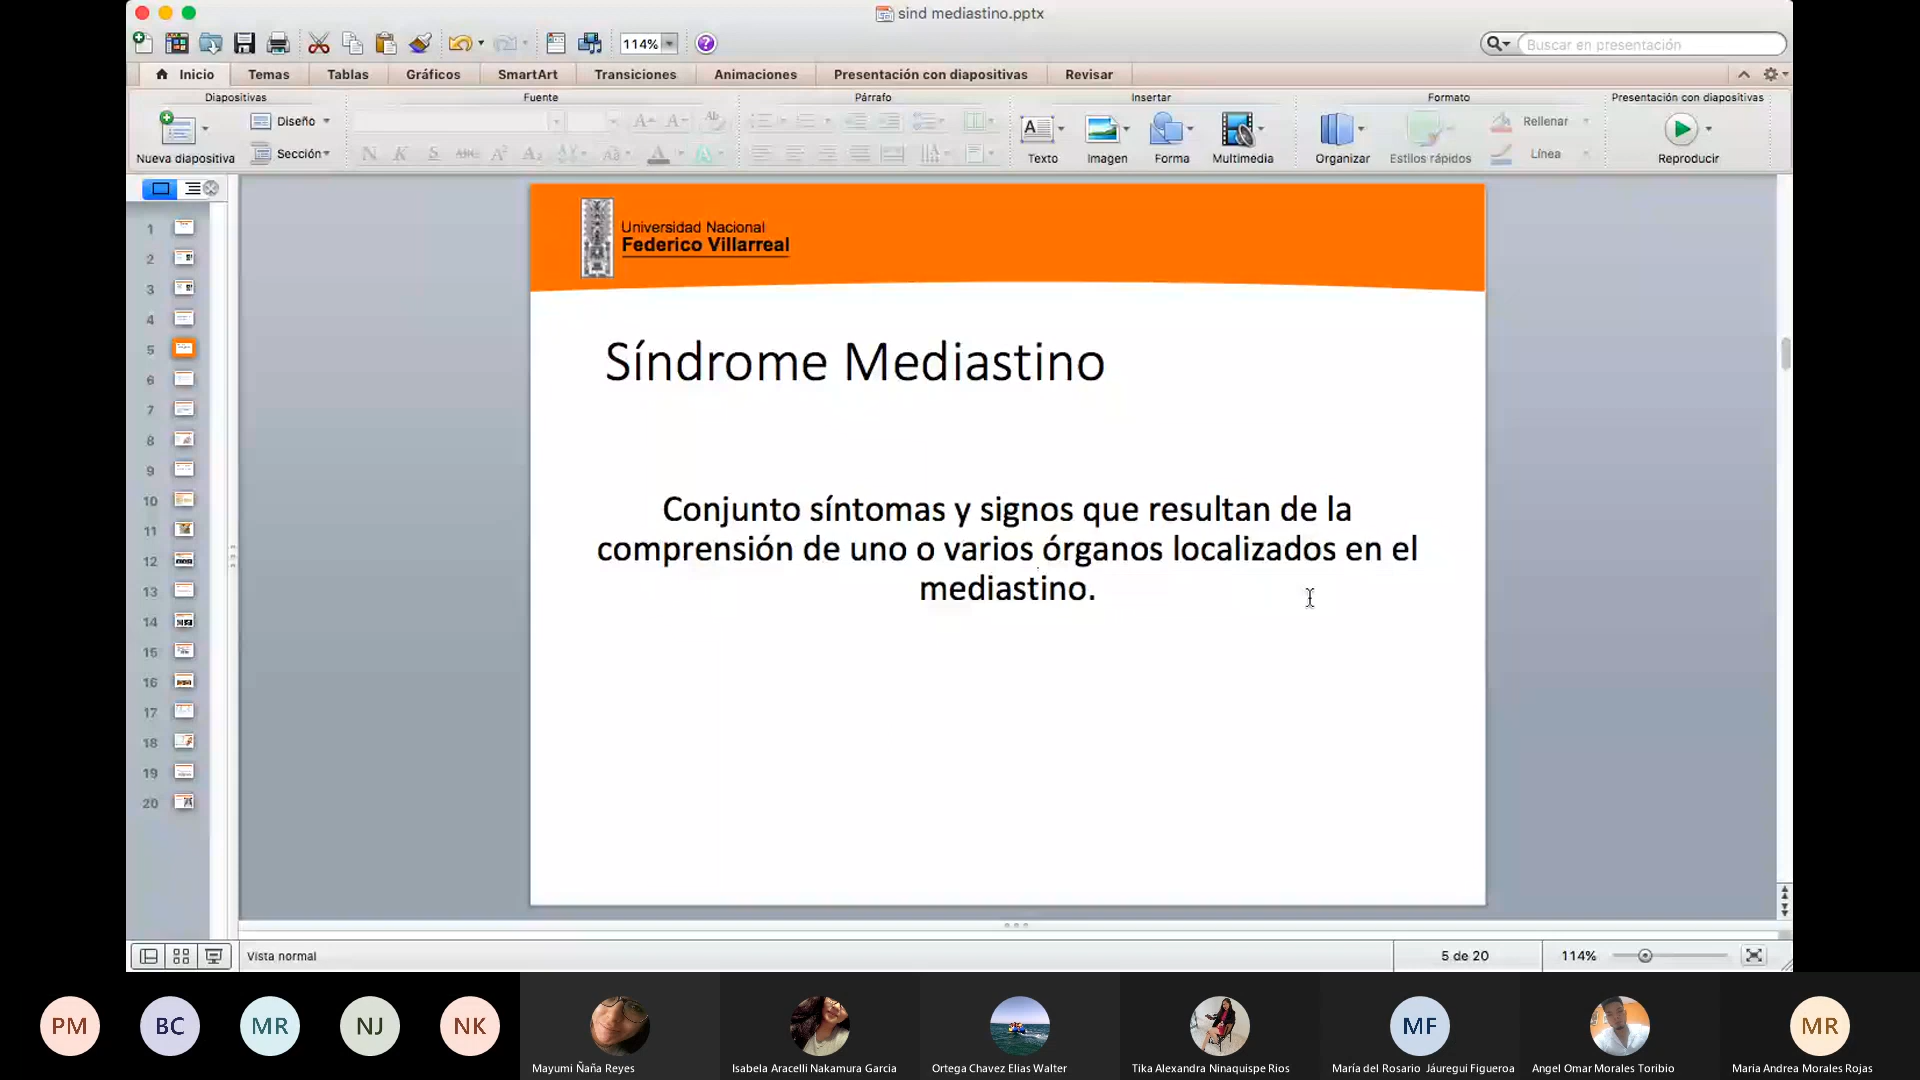 sind mediastino.pptx
114%
Buscar en presentación
Inicio
Temas
Tablas
Gráficos
SmartArt
Transiciones
Animaciones
Presentación con diapositivas
Revisar
Diapositivas
Fuente
Párrafo
Insertar
Formato
Presentación con diapositivas
Nueva diapositiva
Diseño
Sección
Texto
Imagen
Forma
Multimedia
Organizar
Estilos rápidos
Rellenar
Línea
Reproducir
1
2
3
4
5
6
7
8
9
10
11
12
13
14
15
16
17
18
19
20
Universidad Nacional
Federico Villarreal
Síndrome Mediastino
Conjunto síntomas y signos que resultan de la
comprensión de uno o varios órganos localizados en el
mediastino.
Vista normal
5 de 20
114%
PM
BC
MR
NJ
NK
MF
MR
Mayumi Ñaña Reyes
Isabela Aracelli Nakamura Garcia
Ortega Chavez Elias Walter
Tika Alexandra Ninaquispe Rios
María del Rosario Jáuregui Figueroa
Angel Omar Morales Toribio
Maria Andrea Morales Rojas